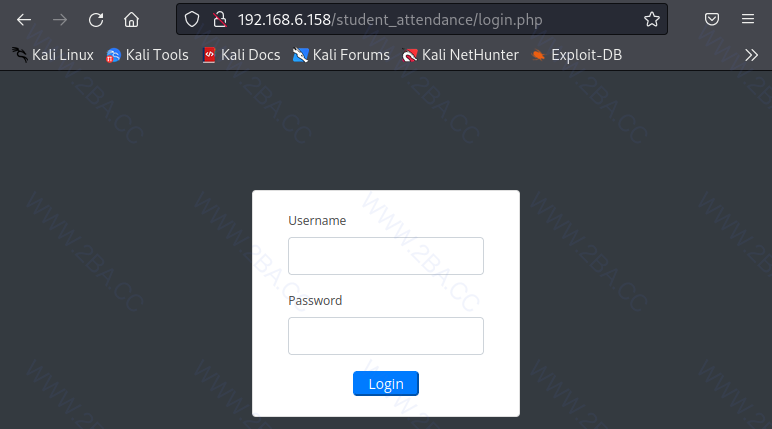 192.168.6.158/student_attendance/login.php
Kali Linux Kali Tools Kali Docs Kali Forums Kali NetHunter Exploit-DB
Username
Password
Login
WWW.2BA.CC